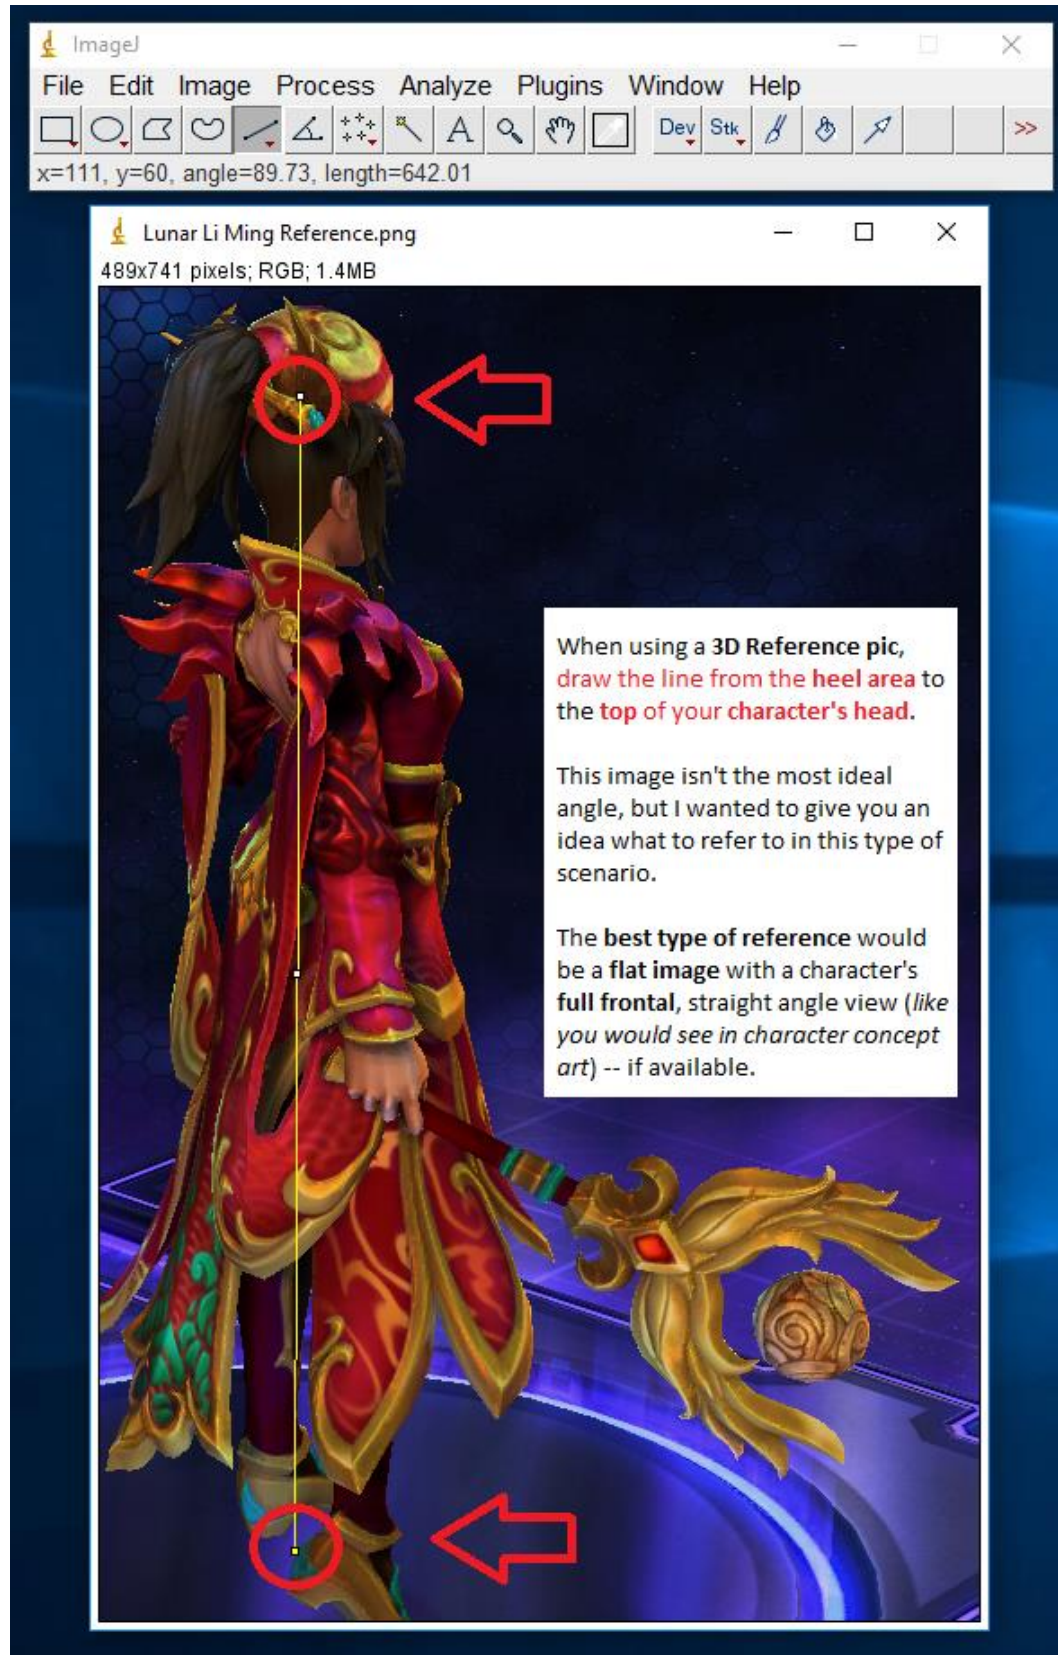 ImageJ
File Edit Image Process Analyze Plugins Window Help
A Dev Stk >>
x=111, y=60, angle=89.73, length=642.01
Lunar Li Ming Reference.png
489x741 pixels; RGB; 1.4MB
When using a 3D Reference pic,
draw the line from the heel area to
the top of your character's head.
This image isn't the most ideal
angle, but I wanted to give you an
idea what to refer to in this type of
scenario.
The best type of reference would
be a flat image with a character's
full frontal, straight angle view (like
you would see in character concept
art) -- if available.